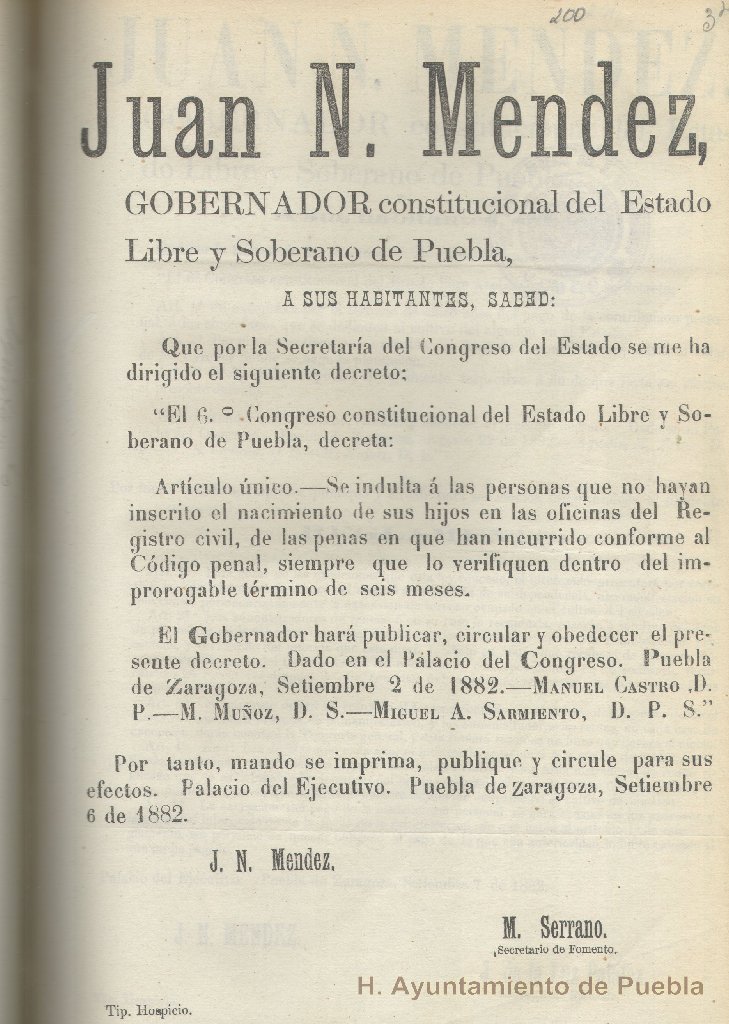 200
Juan N. Mendez,
GOBERNADOR constitucional del Estado
Libre y Soberano de Puebla,
A SUS HABITANTES, SABED:
Que por la Secretaría del Congreso del Estado se me ha
dirigido el siguiente decreto:
“El 6.º Congreso constitucional del Estado Libre y So-
berano de Puebla, decreta:
Artículo único.—Se indulta á las personas que no hayan
inscrito el nacimiento de sus hijos en las oficinas del Re-
gistro civil, de las penas en que han incurrido conforme al
Código penal, siempre que lo verifiquen dentro del im-
prorogable término de seis meses.
El Gobernador hará publicar, circular y obedecer el pre-
sente decreto. Dado en el Palacio del Congreso. Puebla
de Zaragoza, Setiembre 2 de 1882.—MANUEL CASTRO, D.
P.—M. MUÑOZ, D. S.—MIGUEL A. SARMIENTO, D. P. S.”
Por tanto, mando se imprima, publique y circule para sus
efectos. Palacio del Ejecutivo. Puebla de Zaragoza, Setiembre
6 de 1882.
J. N. Mendez.
M. Serrano.
Secretario de Fomento.
H. Ayuntamiento de Puebla
Tip. Hospicio.